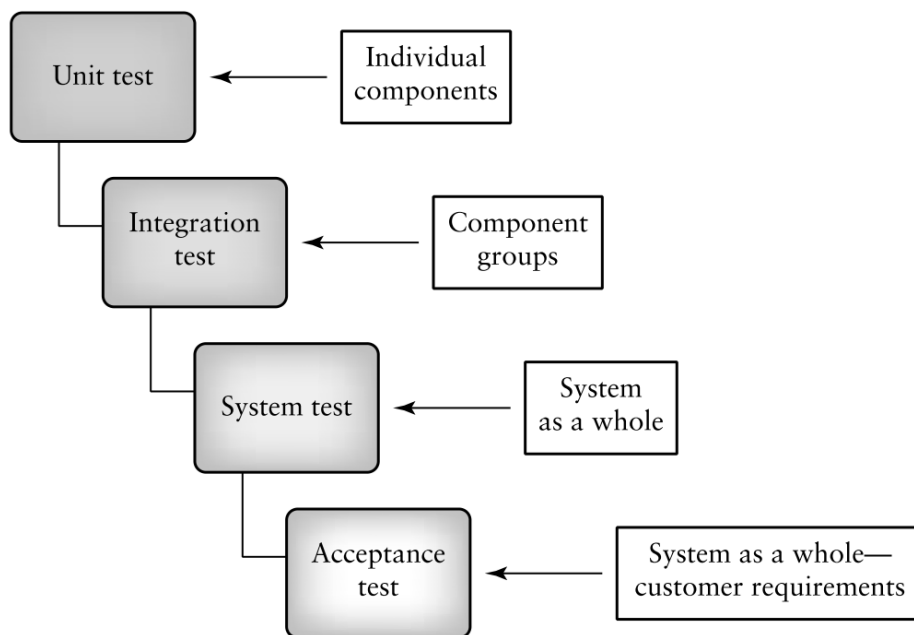 Unit test
Individual
components
Integration
test
Component
groups
System test
System
as a whole
Acceptance
test
System as a whole—
customer requirements